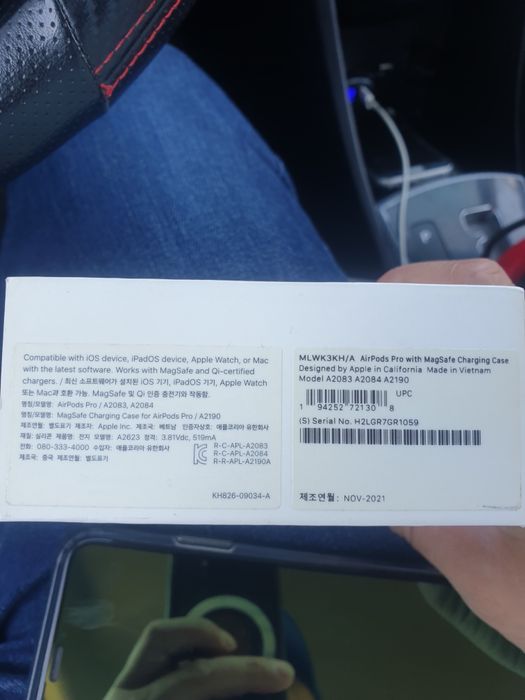 Compatible with iOS device, iPadOS device, Apple Watch, or Mac
with the latest software. Works with MagSafe and Qi-certified
chargers. / 최신 소프트웨어가 설치된 iOS 기기, iPadOS 기기, Apple Watch
또는 Mac과 호환 가능. MagSafe 및 Qi 인증 충전기와 작동함.
명칭/모델명: AirPods Pro / A2083, A2084
명칭/모델명: MagSafe Charging Case for AirPods Pro / A2190
제조연월: 별도표기 제조자: Apple Inc. 제조국: 베트남 인증자상호: 애플코리아 유한회사
재질: 실리콘 제품명: 전지 모델명: A2623 정격: 3.81Vdc, 519mA
전화: 080-333-4000 수입자: 애플코리아 유한회사
제조국: 중국 제조연월: 별도표기
R-C-APL-A2083
R-C-APL-A2084
R-R-APL-A2190A
KH826-09034-A
MLWK3KH/A AirPods Pro with MagSafe Charging Case
Designed by Apple in California Made in Vietnam
Model A2083 A2084 A2190
UPC
1 94252 72130 8
(S) Serial No. H2LGR7GR1059
제조연월: NOV-2021